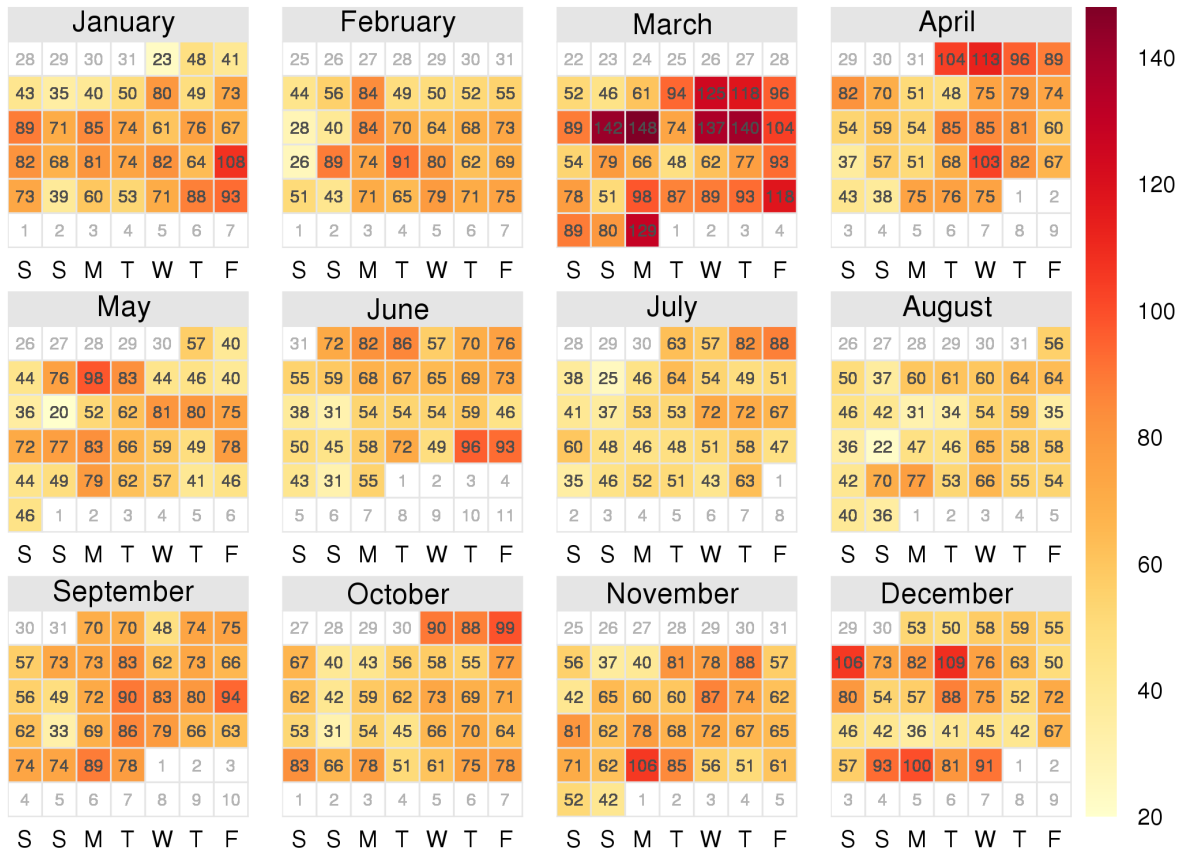 January February March April
28 29 30 31 23 48 41 25 26 27 28 29 30 31 22 23 24 25 26 27 28 29 30 31 104 113 96 89
43 35 40 50 80 49 73 44 56 84 49 50 52 55 52 46 61 94 125 118 96 82 70 51 48 75 79 74
89 71 85 74 61 76 67 28 40 84 70 64 68 73 89 142 148 74 137 140 104 54 59 54 85 85 81 60
82 68 81 74 82 64 108 26 89 74 91 80 62 69 54 79 66 48 62 77 93 37 57 51 68 103 82 67
73 39 60 53 71 88 93 51 43 71 65 79 71 75 78 51 98 87 89 93 118 43 38 75 76 75 1 2
1 2 3 4 5 6 7 1 2 3 4 5 6 7 89 80 129 1 2 3 4 3 4 5 6 7 8 9
S S M T W T F S S M T W T F S S M T W T F S S M T W T F
May June July August
26 27 28 29 30 57 40 31 72 82 86 57 70 76 28 29 30 63 57 82 88 26 27 28 29 30 31 56
44 76 98 83 44 46 40 55 59 68 67 65 69 73 38 25 46 64 54 49 51 50 37 60 61 60 64 64
36 20 52 62 81 80 75 38 31 54 54 54 59 46 41 37 53 53 72 72 67 46 42 31 34 54 59 35
72 77 83 66 59 49 78 50 45 58 72 49 96 93 60 48 46 48 51 58 47 36 22 47 46 65 58 58
44 49 79 62 57 41 46 43 31 55 1 2 3 4 35 46 52 51 43 63 1 42 70 77 53 66 55 54
46 1 2 3 4 5 6 5 6 7 8 9 10 11 2 3 4 5 6 7 8 40 36 1 2 3 4 5
S S M T W T F S S M T W T F S S M T W T F S S M T W T F
September October November December
30 31 70 70 48 74 75 27 28 29 30 90 88 99 25 26 27 28 29 30 31 29 30 53 50 58 59 55
57 73 73 83 62 73 66 67 40 43 56 58 55 77 56 37 40 81 78 88 57 106 73 82 109 76 63 50
56 49 72 90 83 80 94 62 42 59 62 73 69 71 42 65 60 60 87 74 62 80 54 57 88 75 52 72
62 33 69 86 79 66 63 53 31 54 45 66 70 64 81 62 78 68 72 67 65 46 42 36 41 45 42 67
74 74 89 78 1 2 3 83 66 78 51 61 75 78 71 62 106 85 56 51 61 57 93 100 81 91 1 2
4 5 6 7 8 9 10 1 2 3 4 5 6 7 52 42 1 2 3 4 5 3 4 5 6 7 8 9
S S M T W T F S S M T W T F S S M T W T F S S M T W T F
140
120
100
80
60
40
20